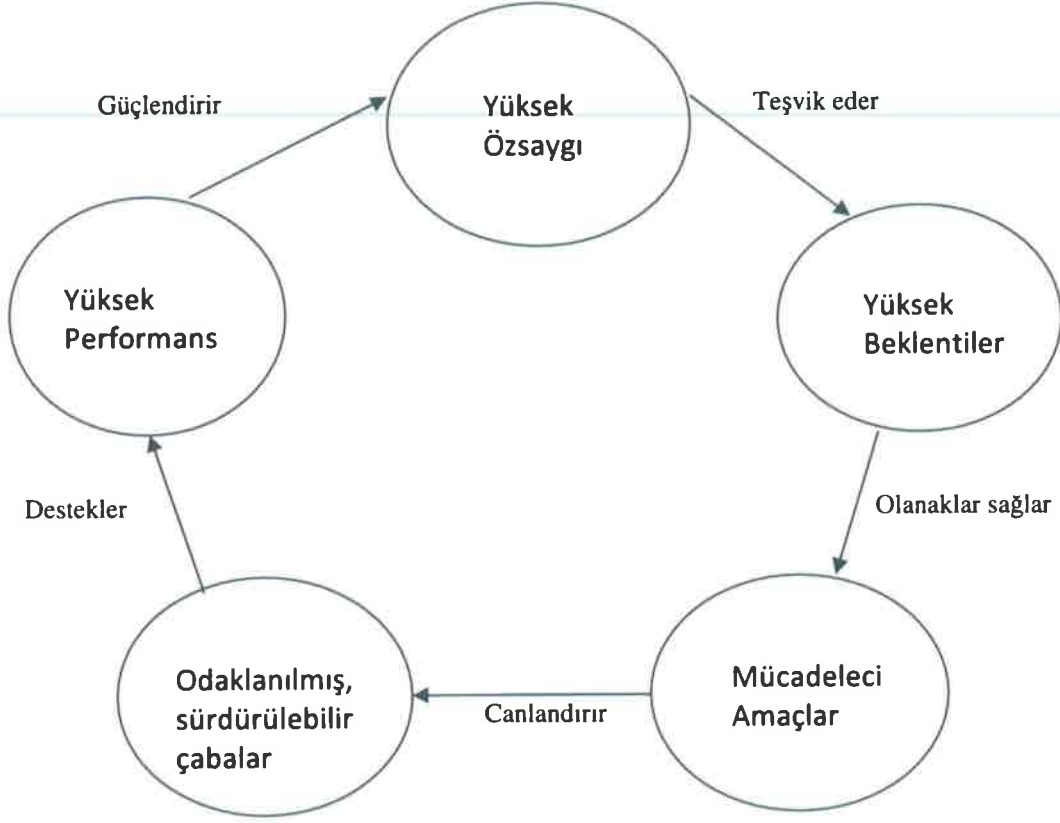 Yüksek
Özsaygı
Teşvik eder
Yüksek
Beklentiler
Olanaklar sağlar
Mücadeleci
Amaçlar
Canlandırır
Odaklanılmış,
sürdürülebilir
çabalar
Destekler
Yüksek
Performans
Güçlendirir